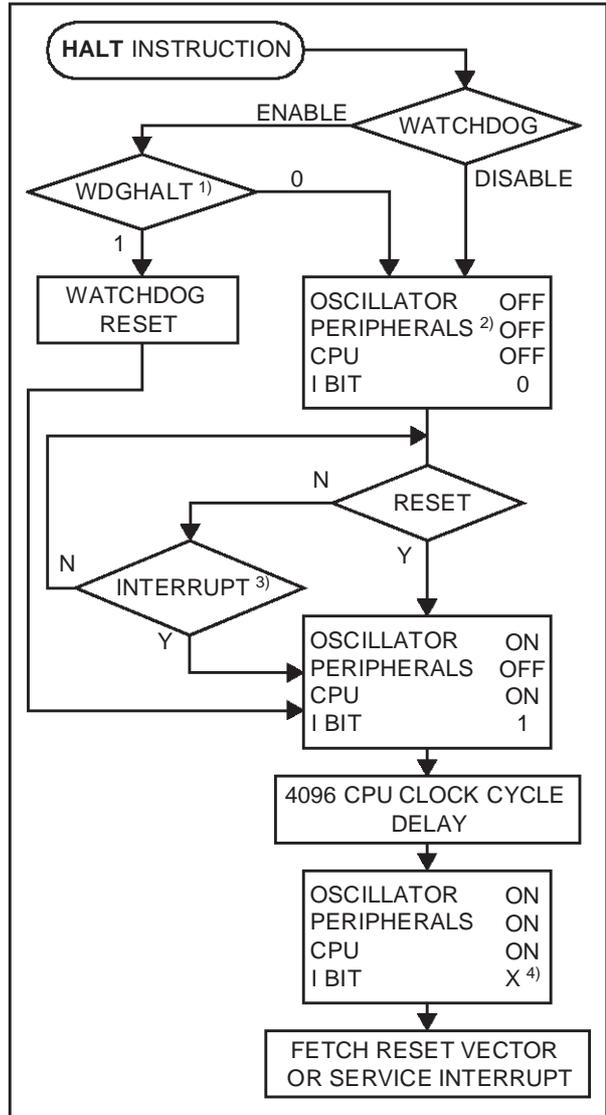 HALT INSTRUCTION
ENABLE
WATCHDOG
WDGHALT 1)
0
DISABLE
1
WATCHDOG
RESET
OSCILLATOR OFF
PERIPHERALS 2) OFF
CPU OFF
I BIT 0
N
RESET
Y
N
INTERRUPT 3)
Y
OSCILLATOR ON
PERIPHERALS OFF
CPU ON
I BIT 1
4096 CPU CLOCK CYCLE
DELAY
OSCILLATOR ON
PERIPHERALS ON
CPU ON
I BIT X 4)
FETCH RESET VECTOR
OR SERVICE INTERRUPT